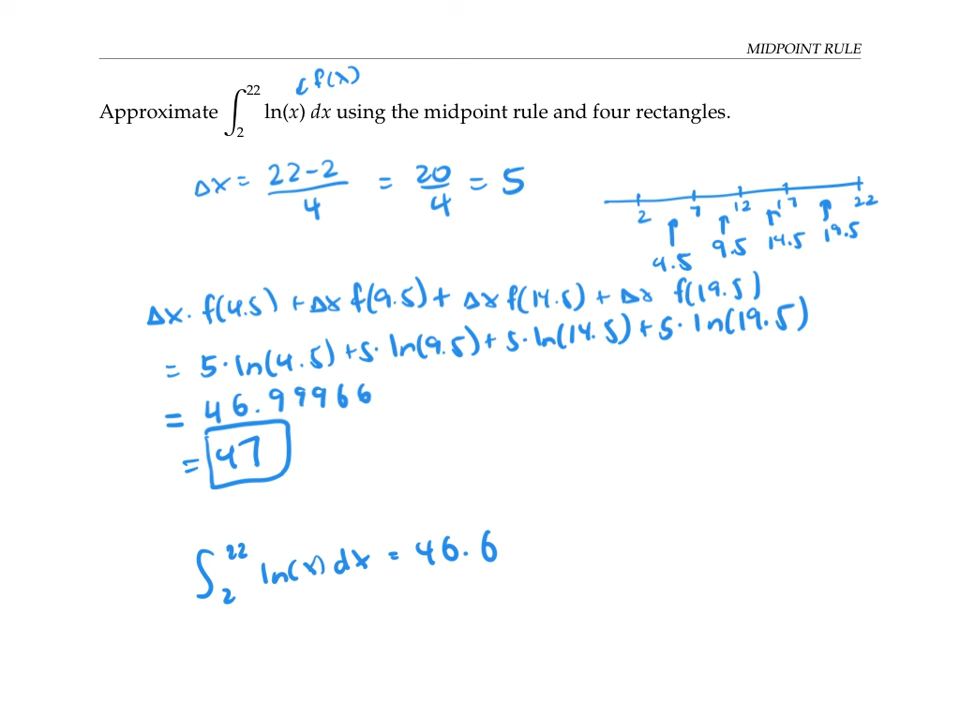 MIDPOINT RULE
f(x)
Approximate ∫₂²² ln(x) dx using the midpoint rule and four rectangles.
Δx = (22-2)/4 = 20/4 = 5
2 7 12 17 22
4.5 9.5 14.5 19.5
Δx · f(4.5) + Δx f(9.5) + Δx f(14.5) + Δx f(19.5)
= 5 · ln(4.5) + 5 · ln(9.5) + 5 · ln(14.5) + 5 · ln(19.5)
= 46.99966
= 47
∫₂²² ln(x) dx = 46.6